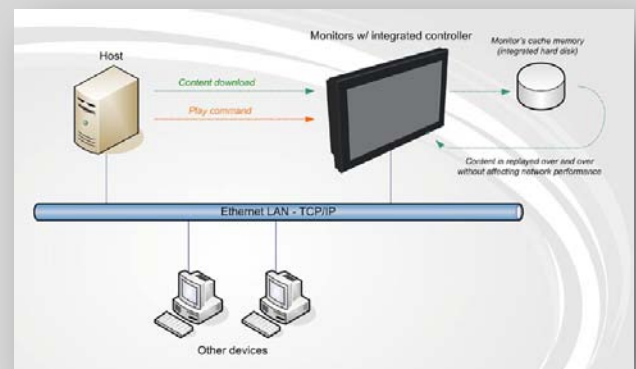 Host
Monitors w/ integrated controller
Monitor's cache memory
(integrated hard disk)
Content download
Play command
Content is replayed over and over
without affecting network performance
Ethernet LAN - TCP/IP
Other devices